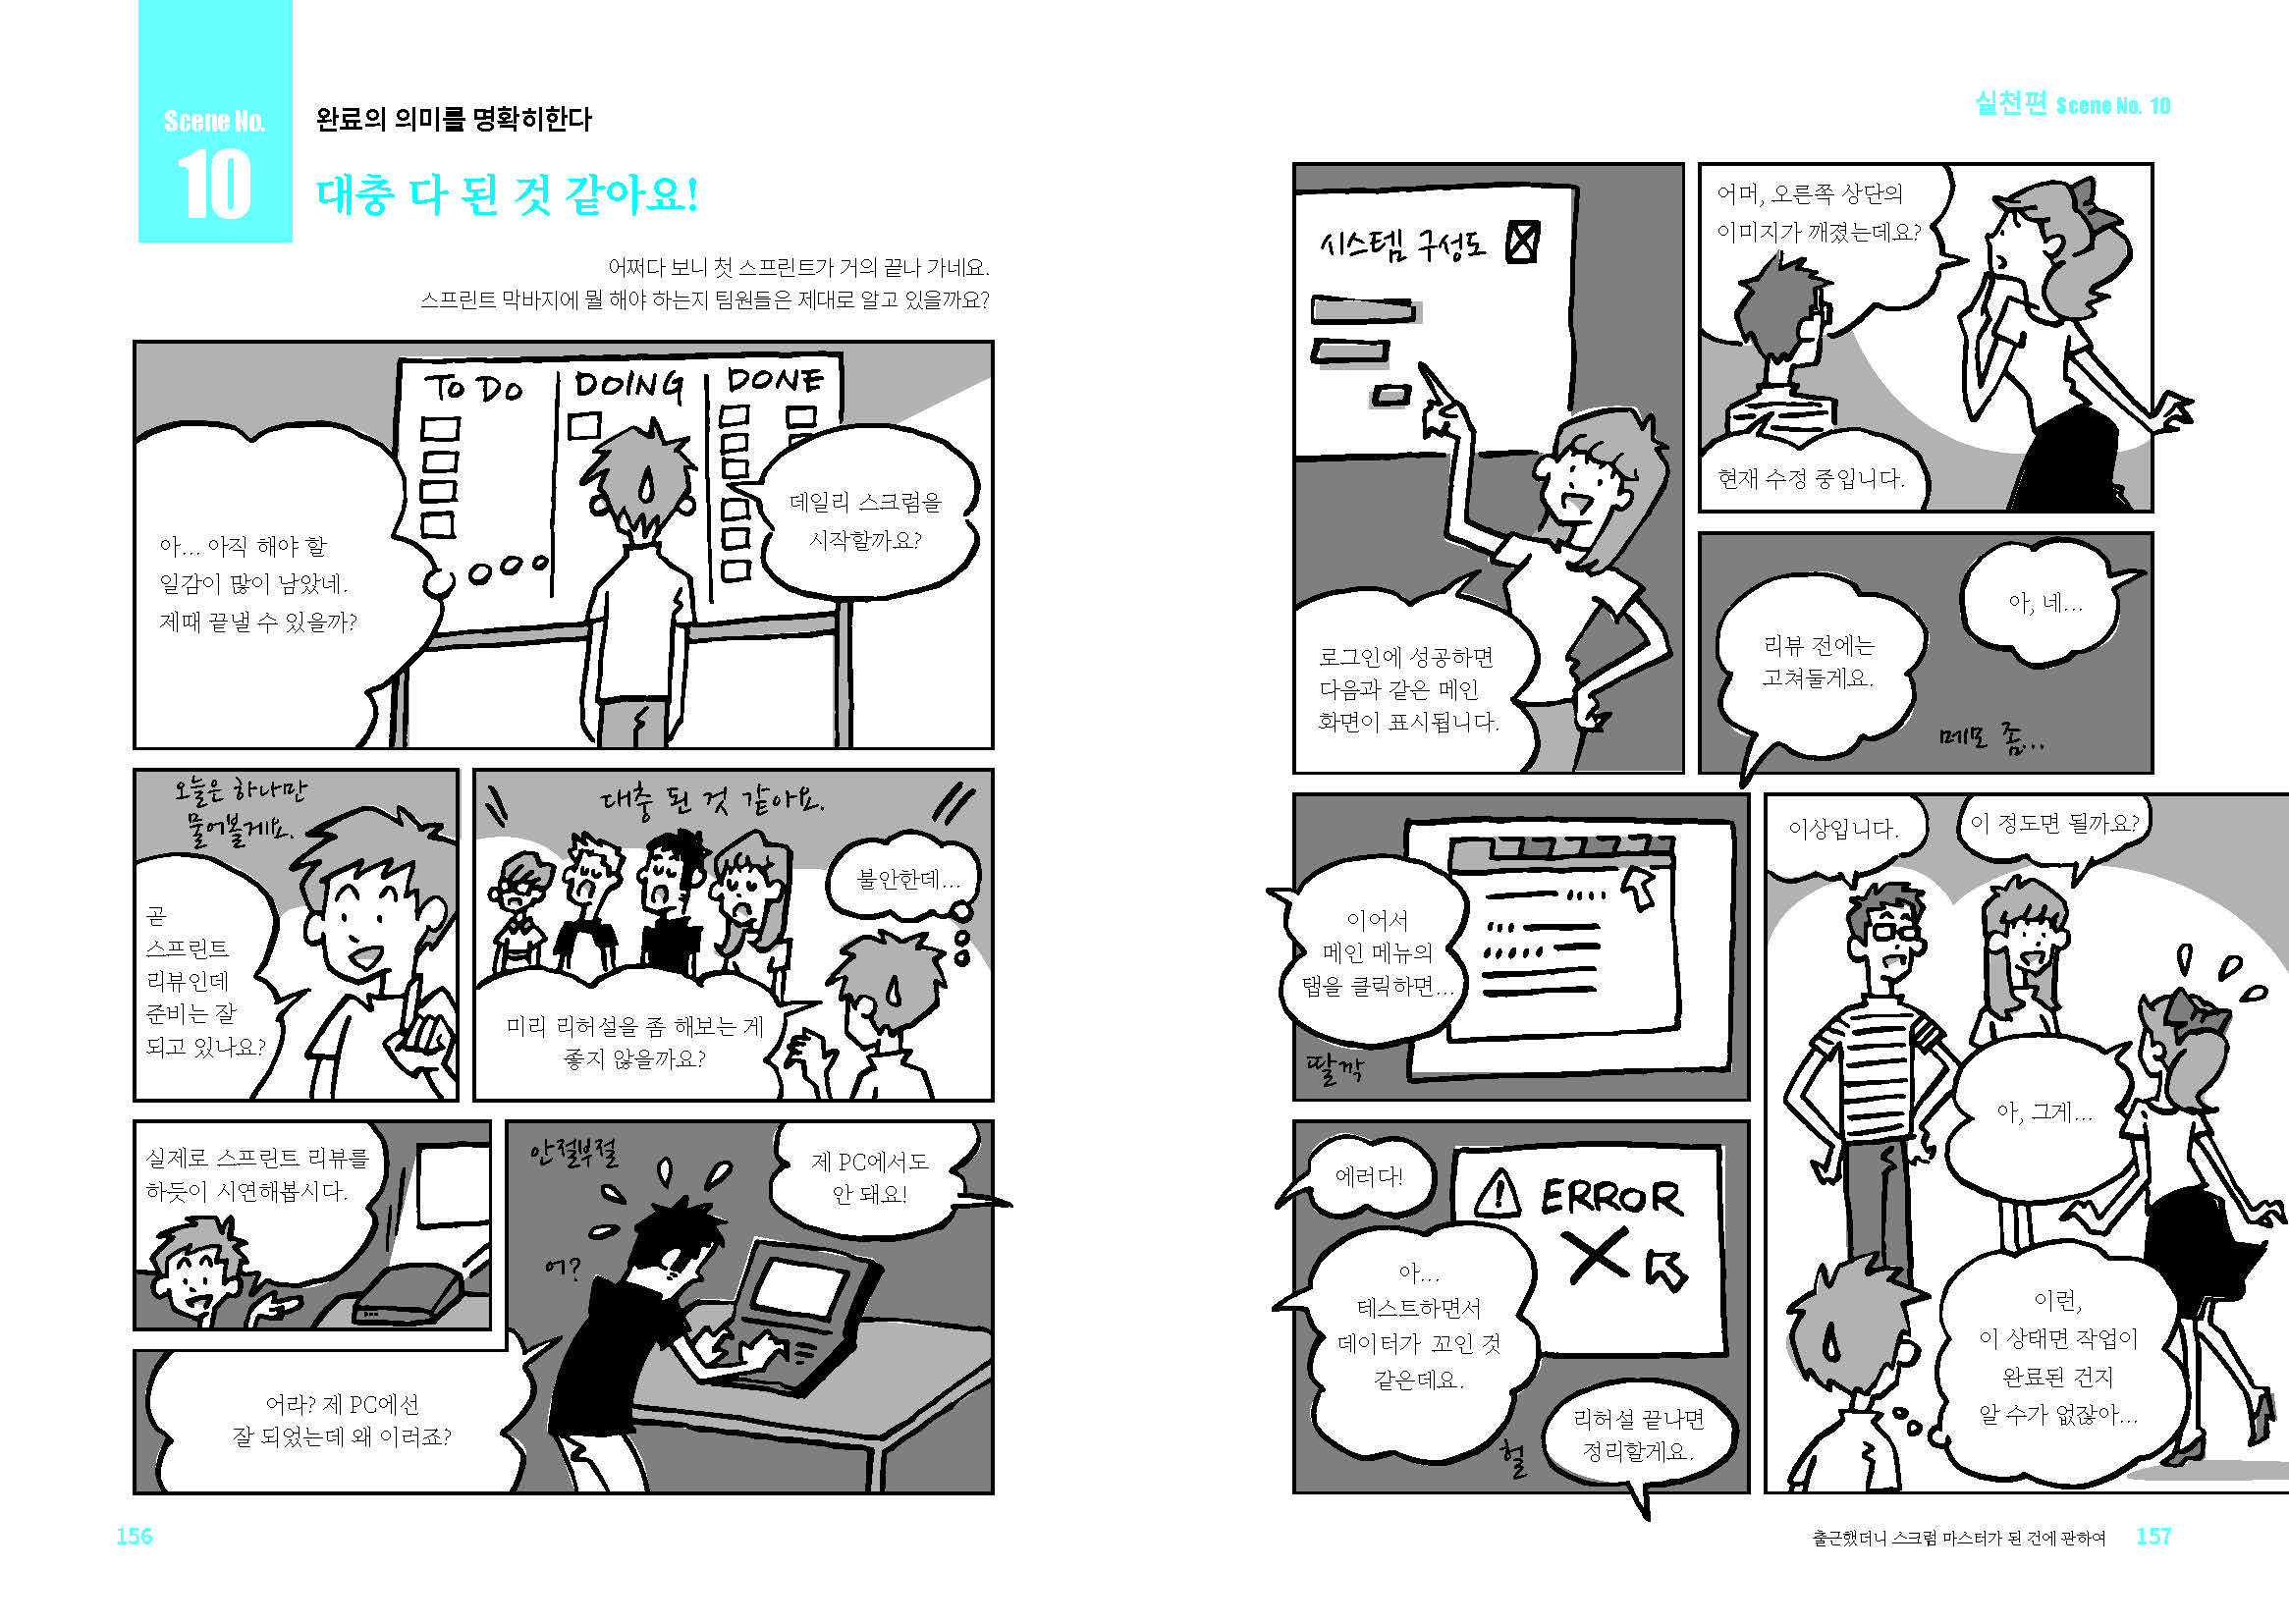 Scene No.
10
완료의 의미를 명확히한다
대충 다 된 것 같아요!
어쩌다 보니 첫 스프린트가 거의 끝나 가네요.
스프린트 막바지에 뭘 해야 하는지 팀원들은 제대로 알고 있을까요?
TO DO
DOING
DONE
데일리 스크럼을
시작할까요?
아… 아직 해야 할
일감이 많이 남았네.
제때 끝낼 수 있을까?
오늘은 하나만
물어볼게요.
곧
스프린트
리뷰인데
준비는 잘
되고 있나요?
대충 된 것 같아요.
불안한데…
미리 리허설을 좀 해보는 게
좋지 않을까요?
실제로 스프린트 리뷰를
하듯이 시연해봅시다.
안절부절
제 PC에서도
안 돼요!
어?
어라? 제 PC에선
잘 되었는데 왜 이러죠?
156
실천편 Scene No. 10
시스템 구성도
로그인에 성공하면
다음과 같은 메인
화면이 표시됩니다.
어머, 오른쪽 상단의
이미지가 깨졌는데요?
현재 수정 중입니다.
아, 네…
리뷰 전에는
고쳐둘게요.
메모 좀…
이어서
메인 메뉴의
탭을 클릭하면…
딸깍
에러다!
ERROR
아…
테스트하면서
데이터가 꼬인 것
같은데요.
헐
리허설 끝나면
정리할게요.
이상입니다.
이 정도면 될까요?
아, 그게…
이런,
이 상태면 작업이
완료된 건지
알 수가 없잖아…
출근했더니 스크럼 마스터가 된 건에 관하여
157